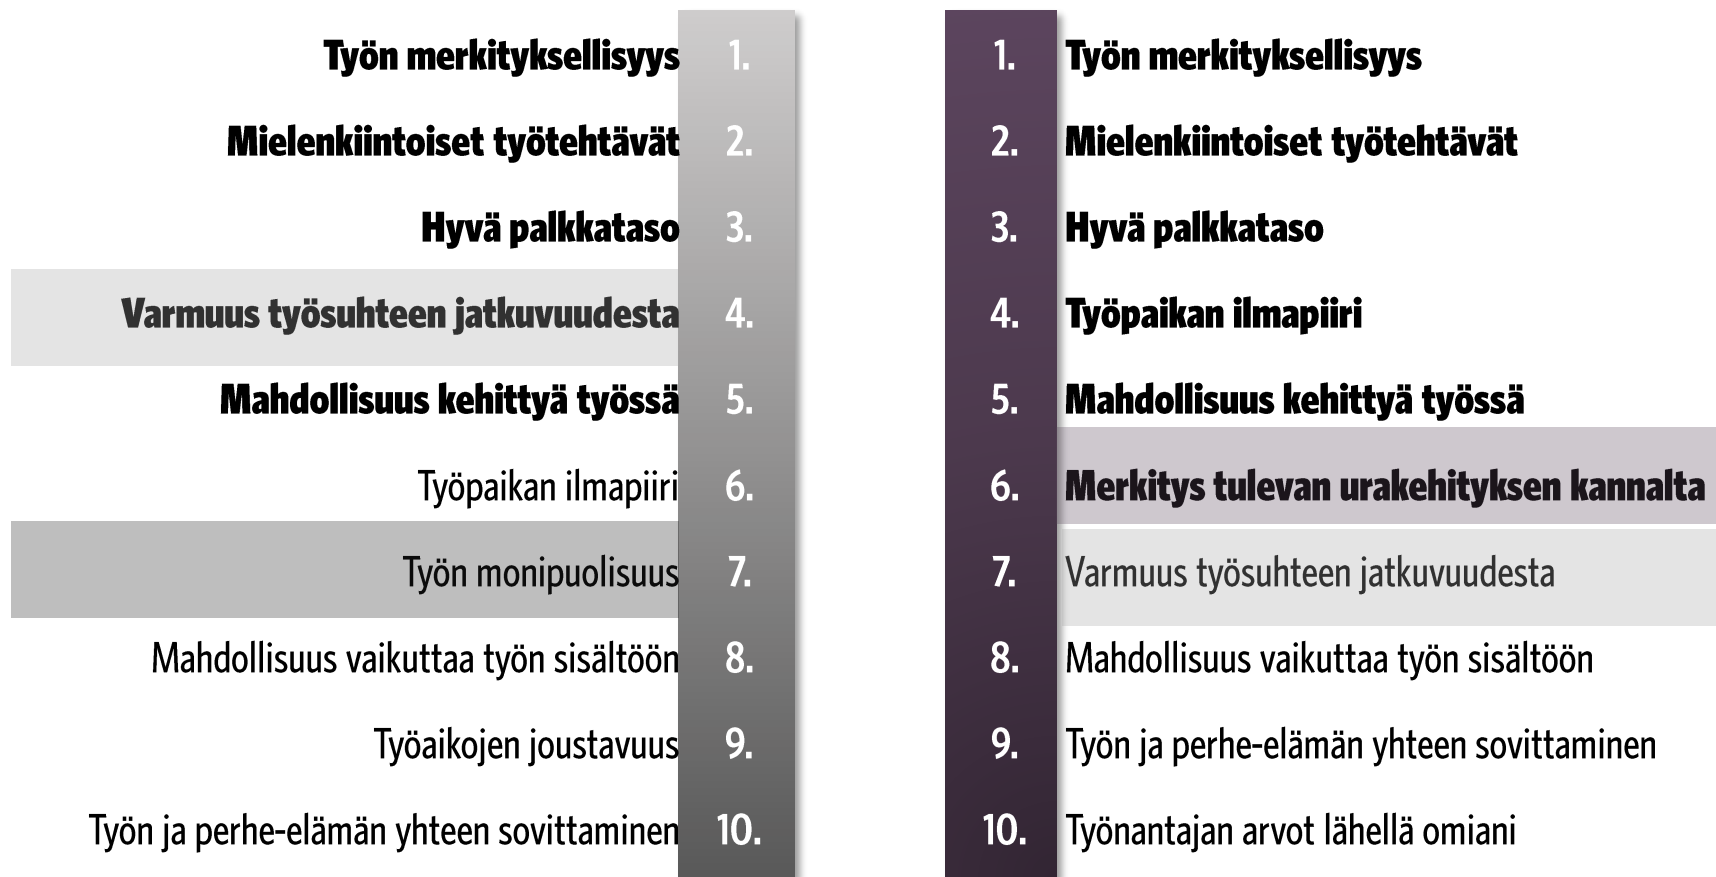 Työn merkityksellisyys 1.
Mielenkiintoiset työtehtävät 2.
Hyvä palkkataso 3.
Varmuus työsuhteen jatkuvuudesta 4.
Mahdollisuus kehittyä työssä 5.
Työpaikan ilmapiiri 6.
Työn monipuolisuus 7.
Mahdollisuus vaikuttaa työn sisältöön 8.
Työaikojen joustavuus 9.
Työn ja perhe-elämän yhteen sovittaminen 10.
1. Työn merkityksellisyys
2. Mielenkiintoiset työtehtävät
3. Hyvä palkkataso
4. Työpaikan ilmapiiri
5. Mahdollisuus kehittyä työssä
6. Merkitys tulevan urakehityksen kannalta
7. Varmuus työsuhteen jatkuvuudesta
8. Mahdollisuus vaikuttaa työn sisältöön
9. Työn ja perhe-elämän yhteen sovittaminen
10. Työnantajan arvot lähellä omiani